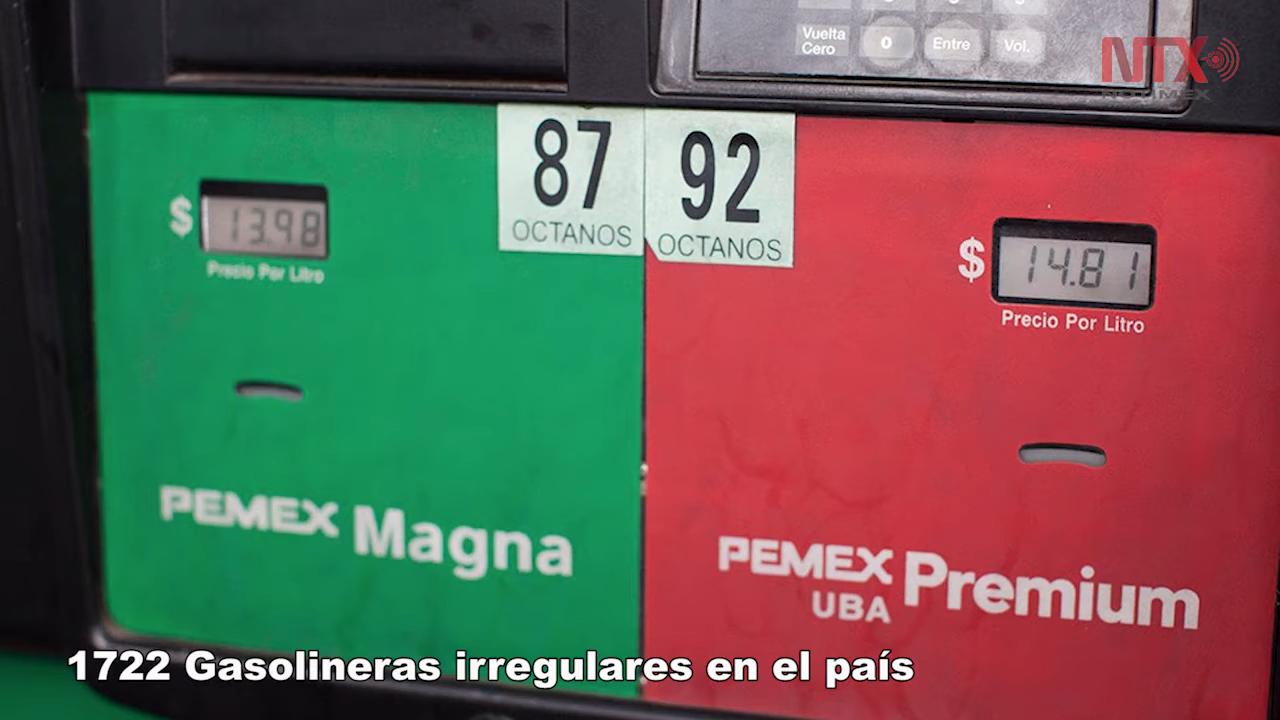 Vuelta
Cero
0
Entre
Vol.
NTX
NOTIMEX
87
OCTANOS
92
OCTANOS
$ 13.98
Precio Por Litro
$ 14.81
Precio Por Litro
PEMEX Magna
PEMEX Premium
UBA
1722 Gasolineras irregulares en el país